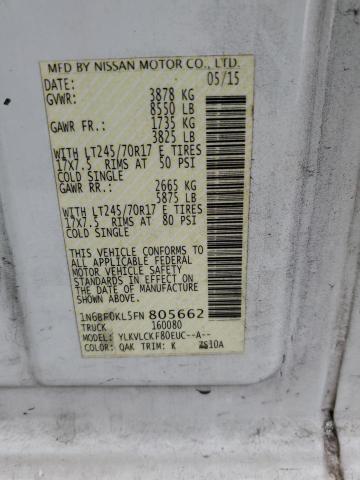 MFD BY NISSAN MOTOR CO., LTD.
DATE: 05/15
GVWR: 3878 KG
8550 LB
GAWR FR.: 1735 KG
3825 LB
WITH LT245/70R17 E TIRES
17X7.5 RIMS AT 50 PSI
COLD SINGLE
GAWR RR.: 2665 KG
5875 LB
WITH LT245/70R17 E TIRES
17X7.5 RIMS AT 80 PSI
COLD SINGLE
THIS VEHICLE CONFORMS TO
ALL APPLICABLE FEDERAL
MOTOR VEHICLE SAFETY
STANDARDS IN EFFECT ON
THE DATE OF MANUFACTURE
SHOWN ABOVE.
1N6BF0KL5FN 805662
TRUCK 160080
MODEL: YLKVLCKF80EUC--A--
COLOR: QAK TRIM: K ZS10A